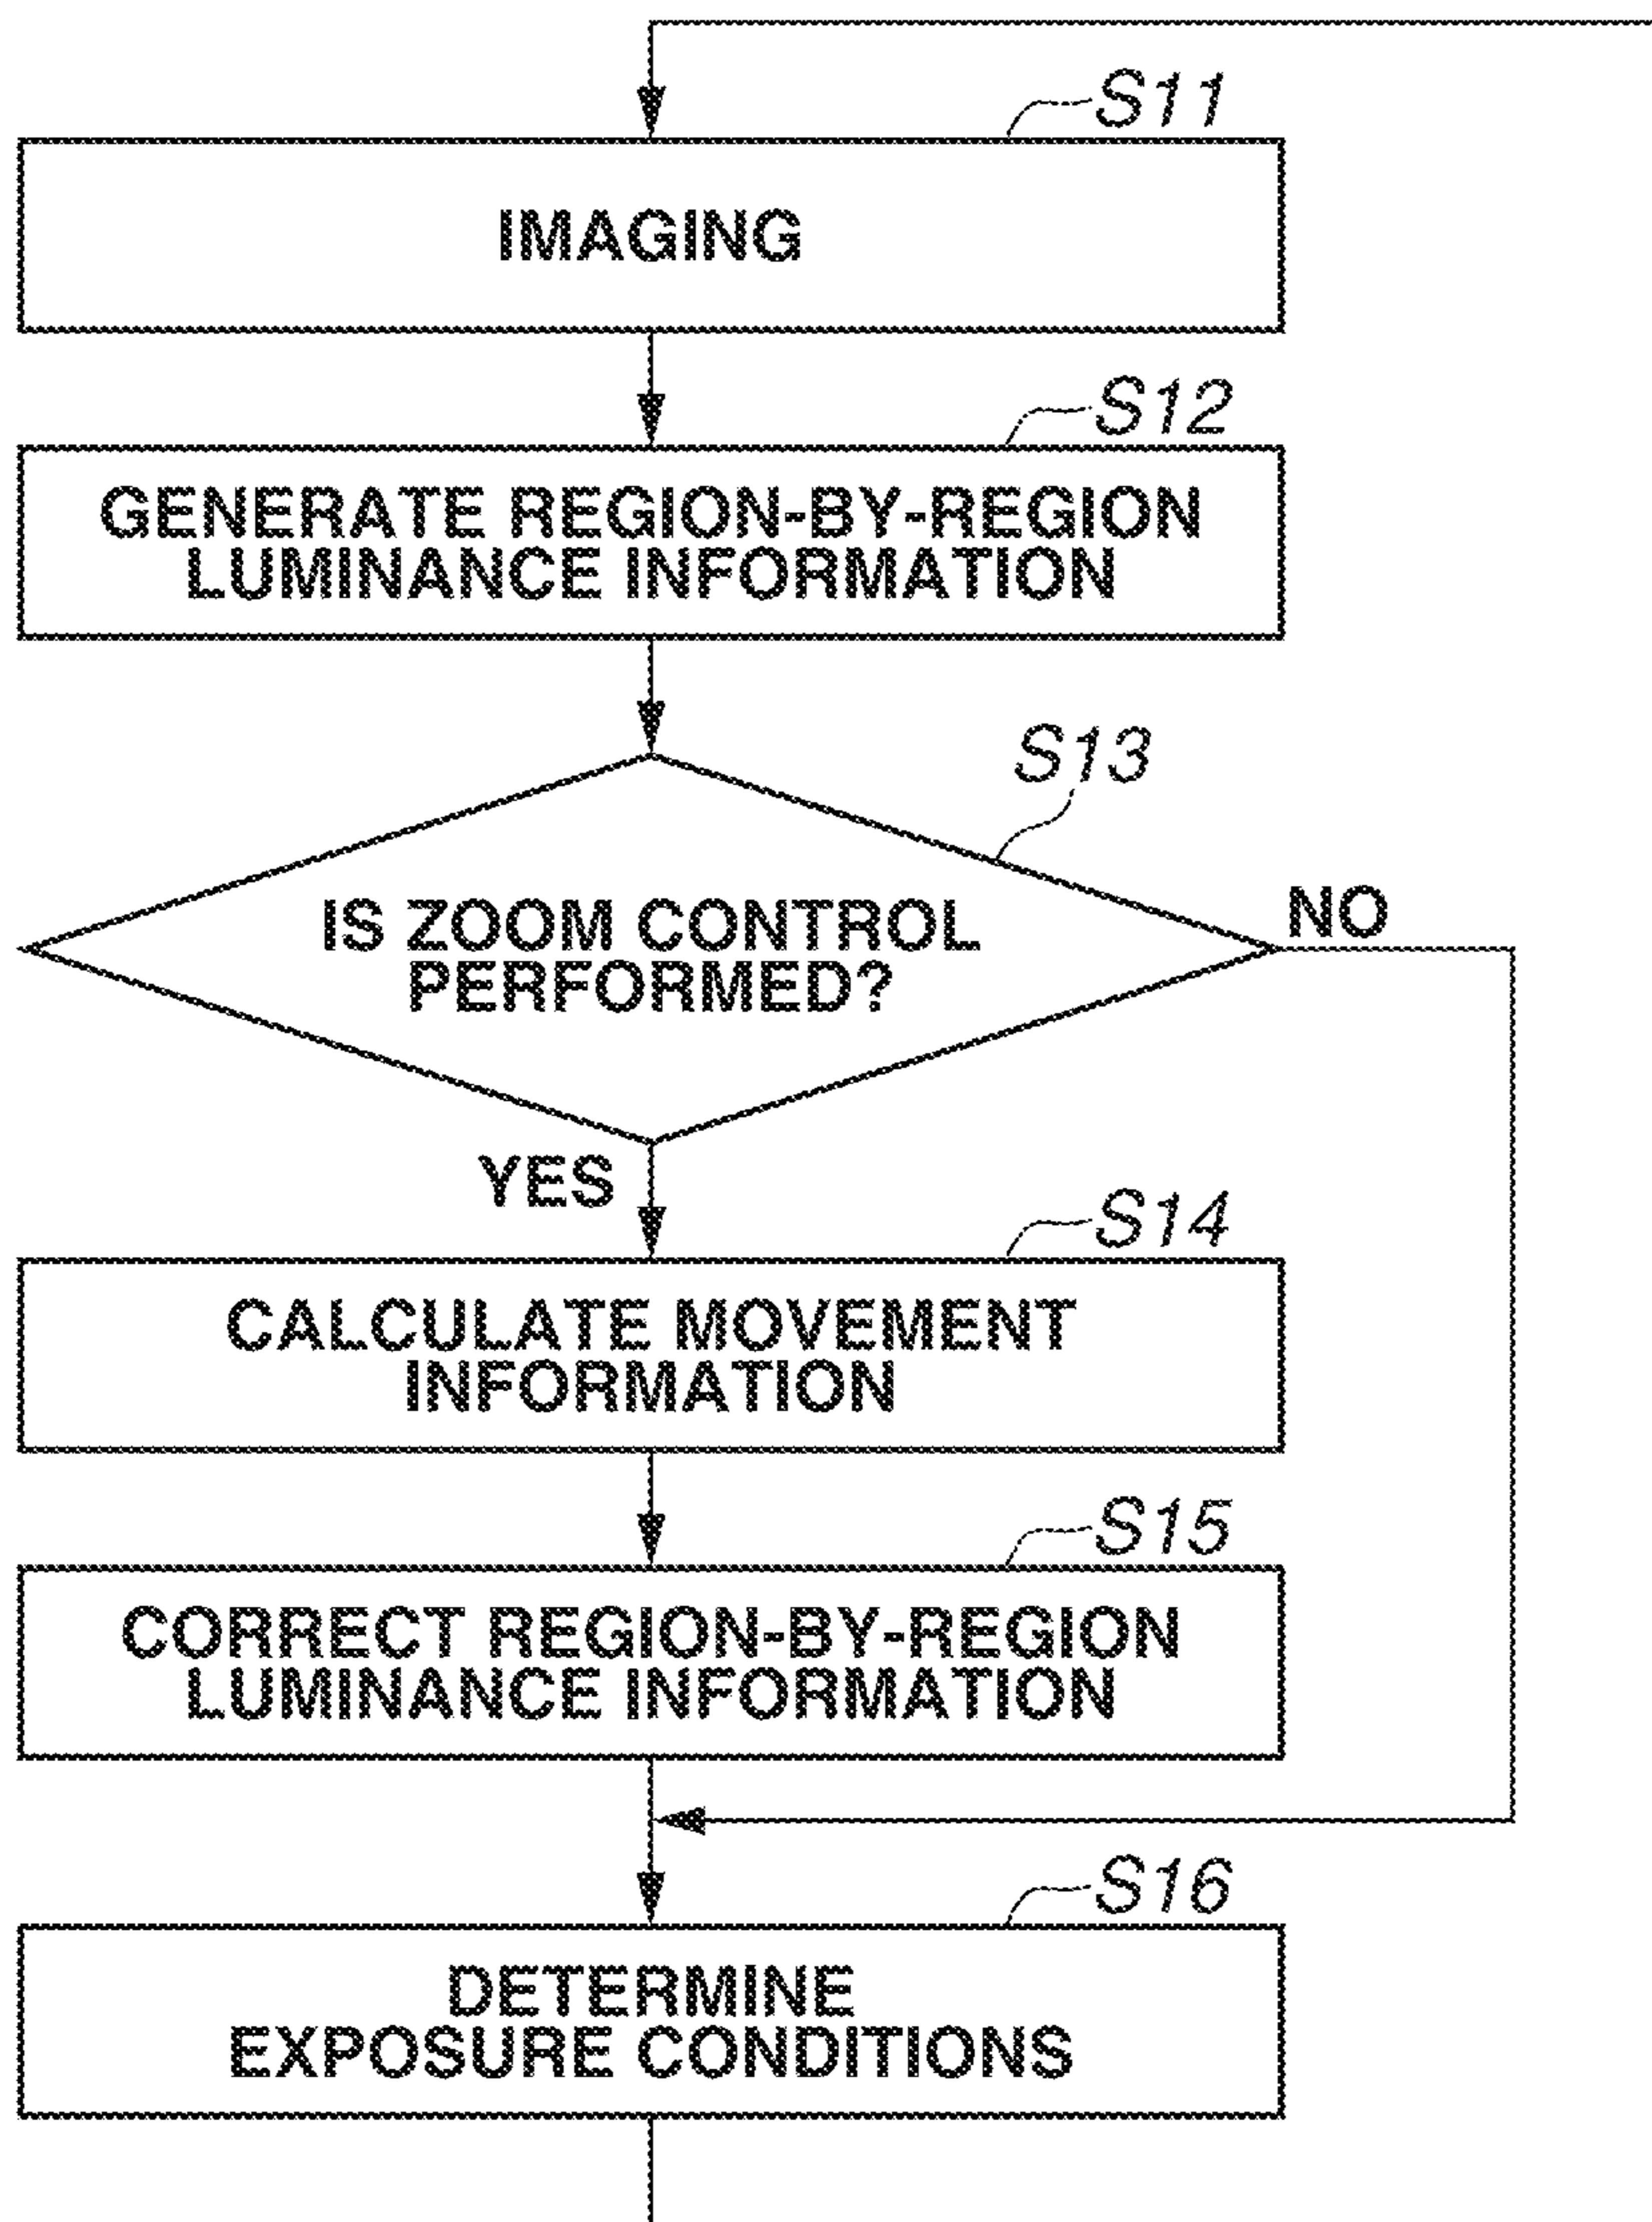 S11
IMAGING
S12
GENERATE REGION-BY-REGION
LUMINANCE INFORMATION
S13
IS ZOOM CONTROL
PERFORMED?
NO
YES
S14
CALCULATE MOVEMENT
INFORMATION
S15
CORRECT REGION-BY-REGION
LUMINANCE INFORMATION
S16
DETERMINE
EXPOSURE CONDITIONS